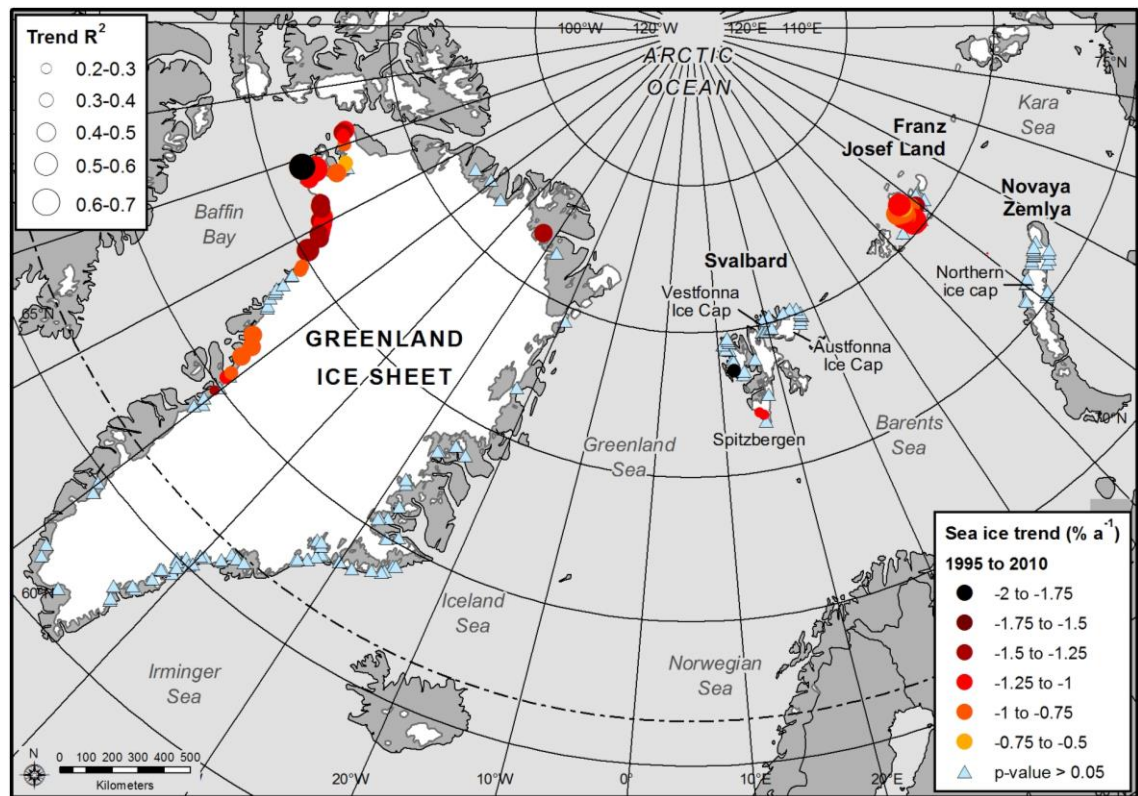 Trend R²
0.2-0.3
0.3-0.4
0.4-0.5
0.5-0.6
0.6-0.7
100°W
120°W
120°E
110°E
ARCTIC
OCEAN
75°N
Kara
Sea
Franz
Josef Land
Novaya
Zemlya
Baffin
Bay
Svalbard
Vestfonna
Ice Cap
Northern
ice cap
65°N
GREENLAND
ICE SHEET
Austfonna
Ice Cap
70°N
Greenland
Sea
Spitzbergen
Barents
Sea
60°N
Iceland
Sea
Irminger
Sea
Norwegian
Sea
Sea ice trend (% a⁻¹)
1995 to 2010
-2 to -1.75
-1.75 to -1.5
-1.5 to -1.25
-1.25 to -1
-1 to -0.75
-0.75 to -0.5
p-value > 0.05
N
0 100 200 300 400 500
Kilometers
20°W
10°W
0°
10°E
20°E